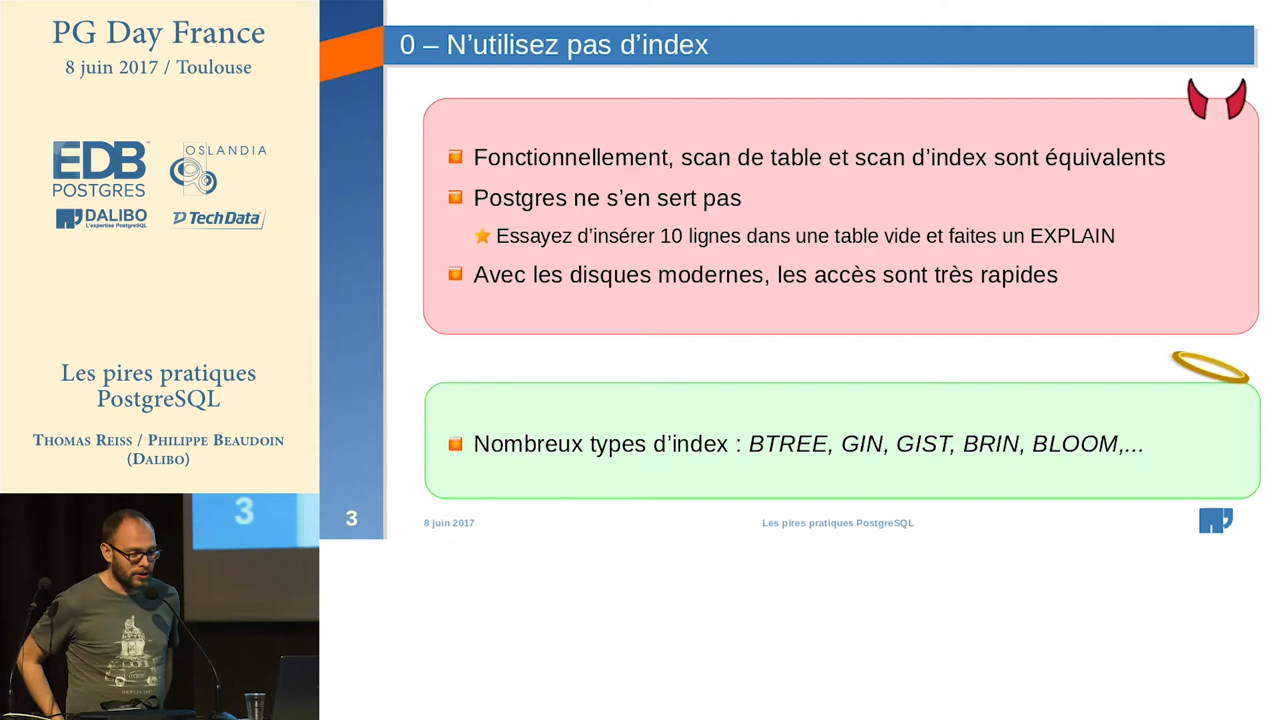 PG Day France
8 juin 2017 / Toulouse
EDB
POSTGRES
OSLANDIA
DALIBO
L'expertise PostgreSQL
Tech Data
Les pires pratiques
PostgreSQL
Thomas Reiss / Philippe Beaudoin
(Dalibo)
3
0 – N'utilisez pas d'index
Fonctionnellement, scan de table et scan d'index sont équivalents
Postgres ne s'en sert pas
Essayez d'insérer 10 lignes dans une table vide et faites un EXPLAIN
Avec les disques modernes, les accès sont très rapides
Nombreux types d'index : BTREE, GIN, GIST, BRIN, BLOOM,...
3
8 juin 2017
Les pires pratiques PostgreSQL